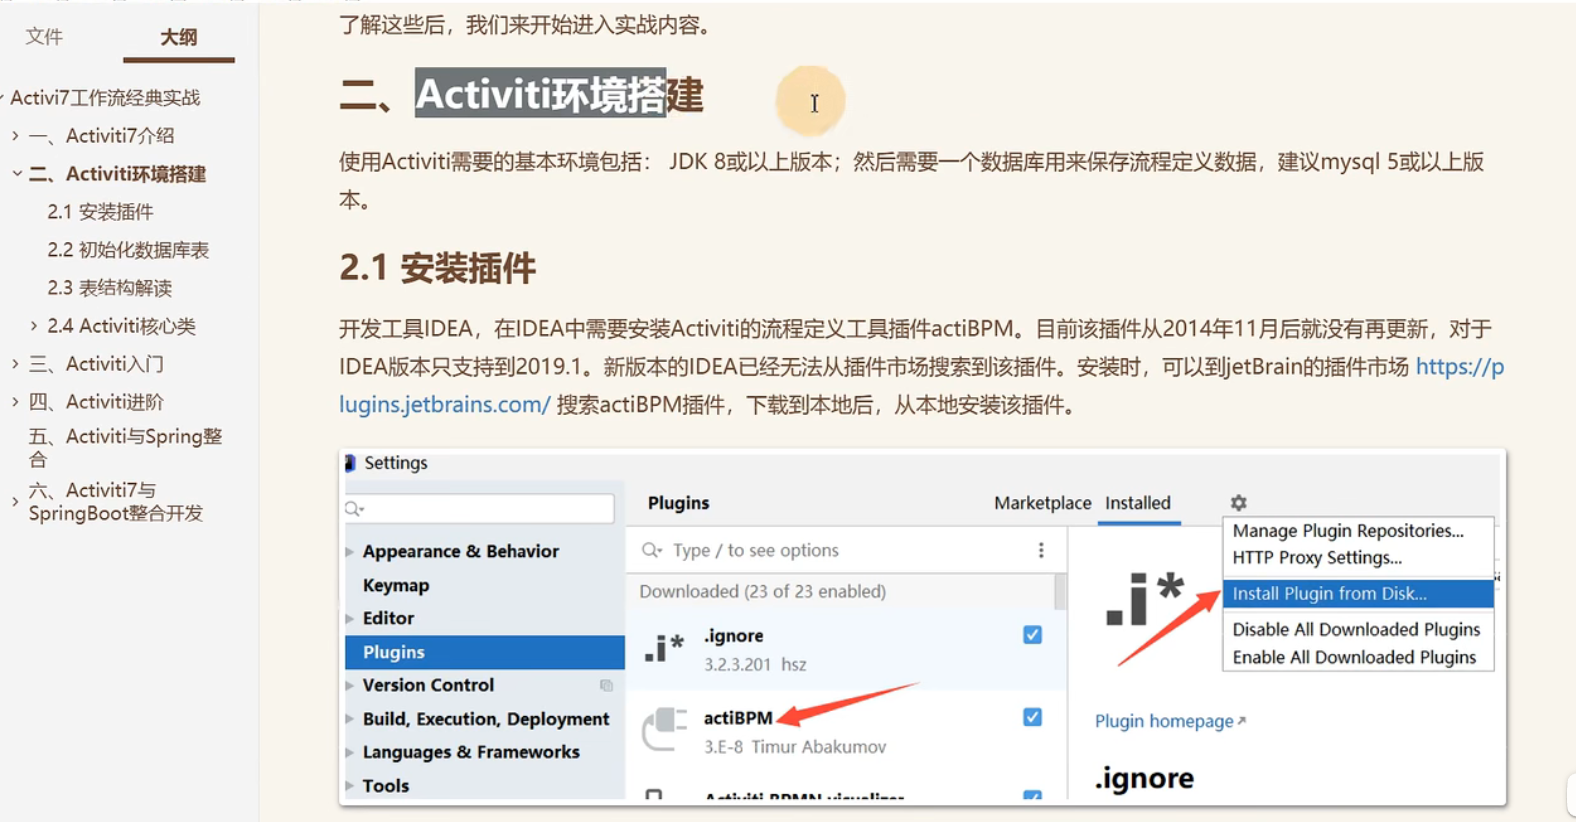 文件
大纲
Activi7工作流经典实战
一、Activiti7介绍
二、Activiti环境搭建
2.1 安装插件
2.2 初始化数据库表
2.3 表结构解读
2.4 Activiti核心类
三、Activiti入门
四、Activiti进阶
五、Activiti与Spring整
合
六、Activiti7与
SpringBoot整合开发
了解这些后，我们来开始进入实战内容。
二、Activiti环境搭建
使用Activiti需要的基本环境包括： JDK 8或以上版本；然后需要一个数据库用来保存流程定义数据，建议mysql 5或以上版
本。
2.1 安装插件
开发工具IDEA，在IDEA中需要安装Activiti的流程定义工具插件actiBPM。目前该插件从2014年11月后就没有再更新，对于
IDEA版本只支持到2019.1。新版本的IDEA已经无法从插件市场搜索到该插件。安装时，可以到jetBrain的插件市场 https://p
lugins.jetbrains.com/ 搜索actiBPM插件，下载到本地后，从本地安装该插件。
Settings
Appearance & Behavior
Keymap
Editor
Plugins
Version Control
Build, Execution, Deployment
Languages & Frameworks
Tools
Plugins
Marketplace
Installed
Type / to see options
Downloaded (23 of 23 enabled)
.ignore
3.2.3.201 hsz
actiBPM
3.E-8 Timur Abakumov
Activiti BPMN visualizer
Manage Plugin Repositories...
HTTP Proxy Settings...
Install Plugin from Disk...
Disable All Downloaded Plugins
Enable All Downloaded Plugins
.i*
Plugin homepage
.ignore